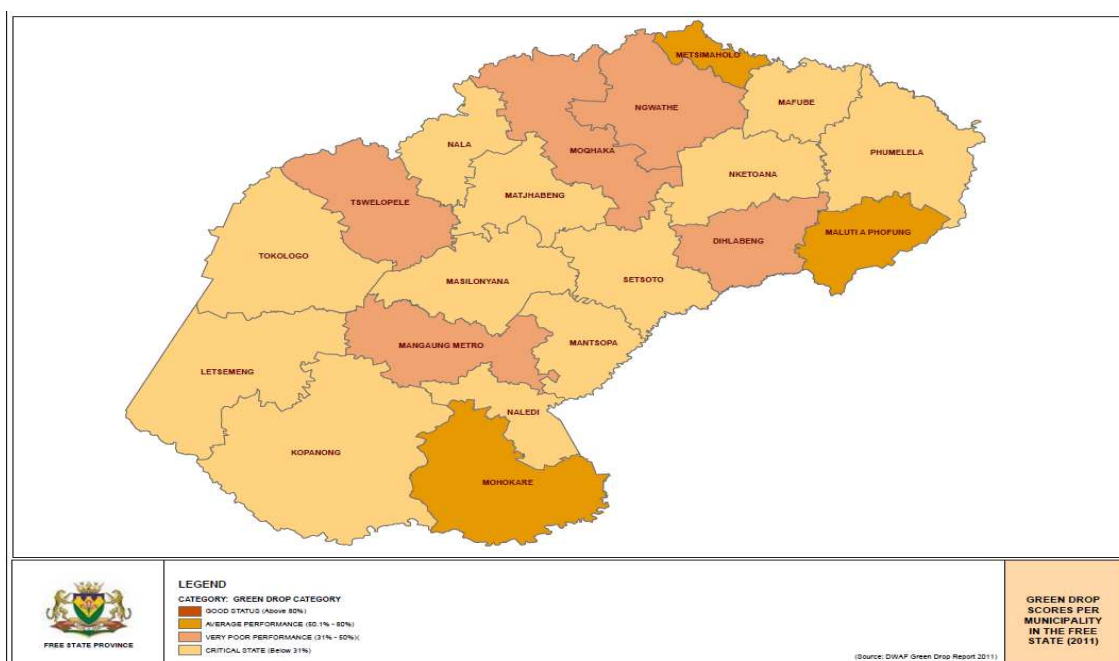 METSIMAHOLO
NGWATHE
MAFUBE
NALA
MOQHAKA
PHUMELELA
NKETOANA
MATJHABENG
TSWELOPELE
MALUTI A PHOFUNG
DIHLABENG
TOKOLOGO
MASILONYANA
SETSOTO
MANGAUNG METRO
MANTSOPA
LETSEMENG
NALEDI
KOPANONG
MOHOKARE
FREE STATE PROVINCE
LEGEND
CATEGORY: GREEN DROP CATEGORY
GOOD STATUS (Above 80%)
AVERAGE PERFORMANCE (50.1% - 80%)
VERY POOR PERFORMANCE (31% - 50%)(
CRITICAL STATE (Below 31%)
(Source: DWAF Green Drop Report 2011)
GREEN DROP
SCORES PER
MUNICIPALITY
IN THE FREE
STATE (2011)